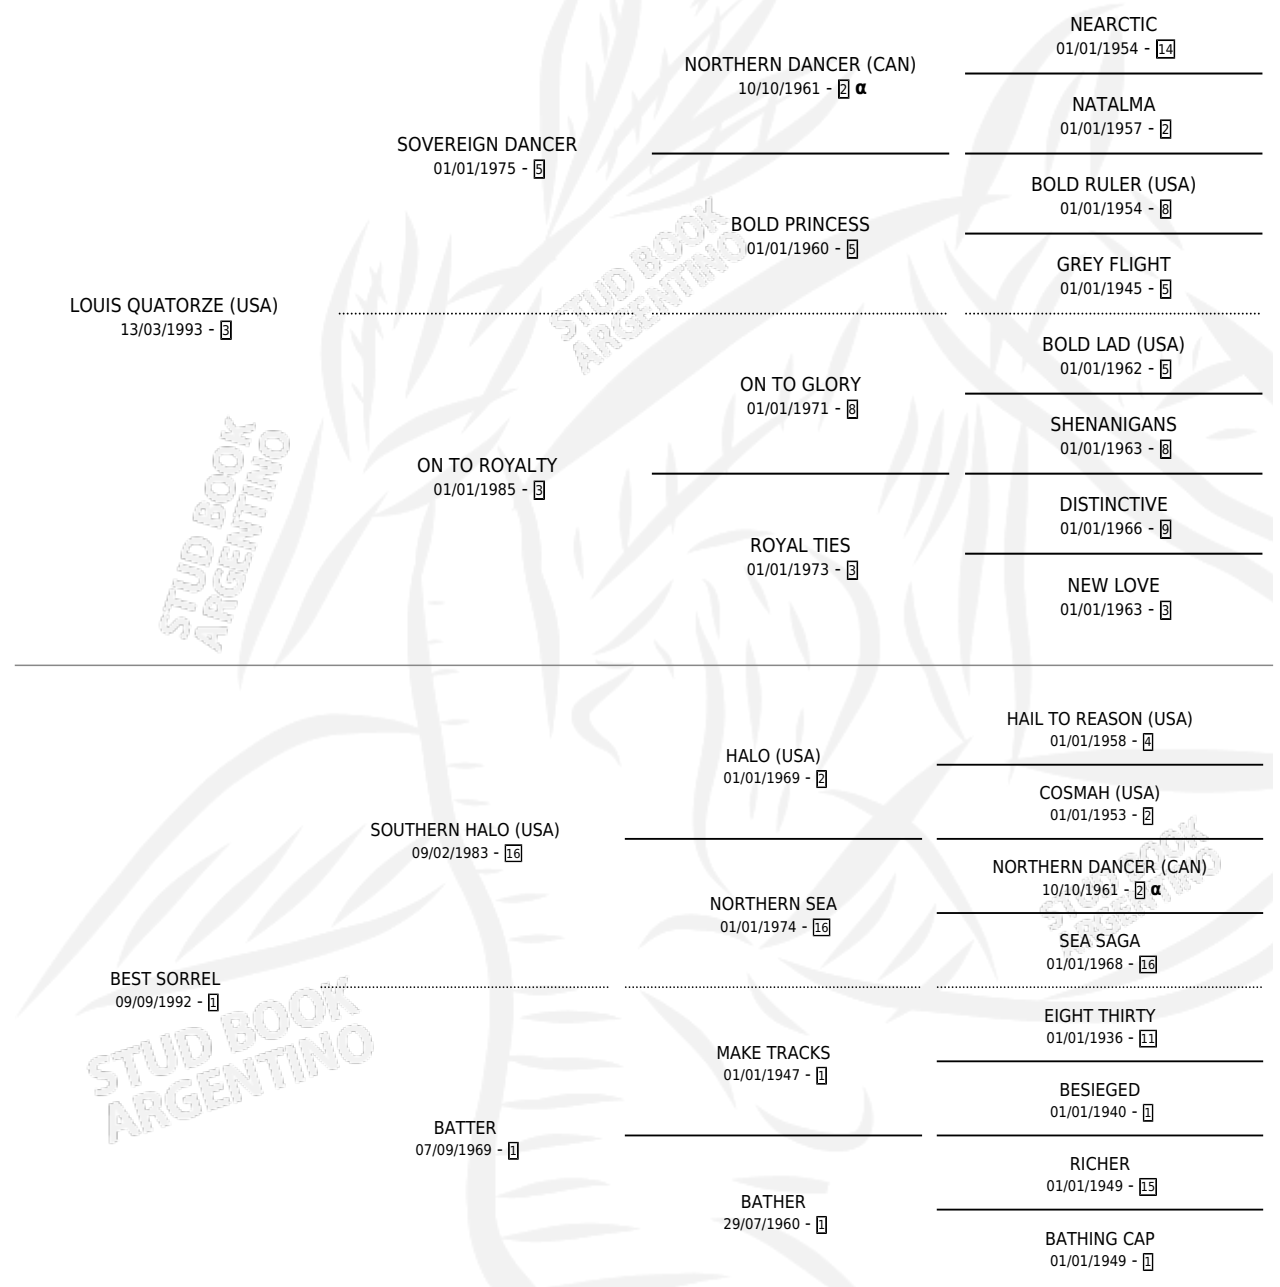 NEARCTIC
01/01/1954 - 14
NORTHERN DANCER (CAN)
10/10/1961 - 2 α
NATALMA
01/01/1957 - 2
SOVEREIGN DANCER
01/01/1975 - 5
BOLD RULER (USA)
01/01/1954 - 8
BOLD PRINCESS
01/01/1960 - 5
GREY FLIGHT
01/01/1945 - 5
LOUIS QUATORZE (USA)
13/03/1993 - 3
BOLD LAD (USA)
01/01/1962 - 5
ON TO GLORY
01/01/1971 - 8
SHENANIGANS
01/01/1963 - 8
ON TO ROYALTY
01/01/1985 - 3
DISTINCTIVE
01/01/1966 - 9
ROYAL TIES
01/01/1973 - 3
NEW LOVE
01/01/1963 - 3
STUD BOOK
ARGENTINO
STUD BOOK
ARGENTINO
HAIL TO REASON (USA)
01/01/1958 - 4
HALO (USA)
01/01/1969 - 2
COSMAH (USA)
01/01/1953 - 2
SOUTHERN HALO (USA)
09/02/1983 - 16
NORTHERN DANCER (CAN)
10/10/1961 - 2 α
NORTHERN SEA
01/01/1974 - 16
SEA SAGA
01/01/1968 - 16
BEST SORREL
09/09/1992 - 1
EIGHT THIRTY
01/01/1936 - 11
MAKE TRACKS
01/01/1947 - 1
BESIEGED
01/01/1940 - 1
BATTER
07/09/1969 - 1
RICHER
01/01/1949 - 15
BATHER
29/07/1960 - 1
BATHING CAP
01/01/1949 - 1
STUD BOOK
ARGENTINO
STUD BOOK
ARGENTINO